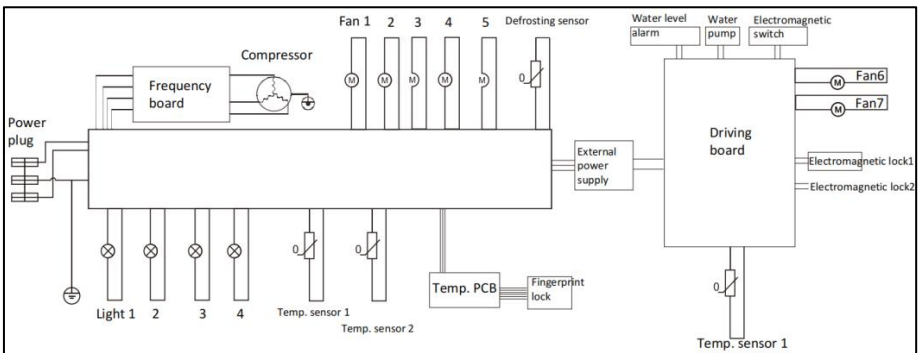 Fan 1 2 3 4 5 Defrosting sensor
Water level
alarm
Water
pump
Electromagnetic
switch
Compressor
Frequency
board
M M M M M 0
M Fan6
M Fan7
Power
plug
External
power
supply
Driving
board
Electromagnetic lock1
Electromagnetic lock2
0 0 0
Temp. PCB
Fingerprint
lock
Light 1 2 3 4
Temp. sensor 1
Temp. sensor 2
Temp. sensor 1